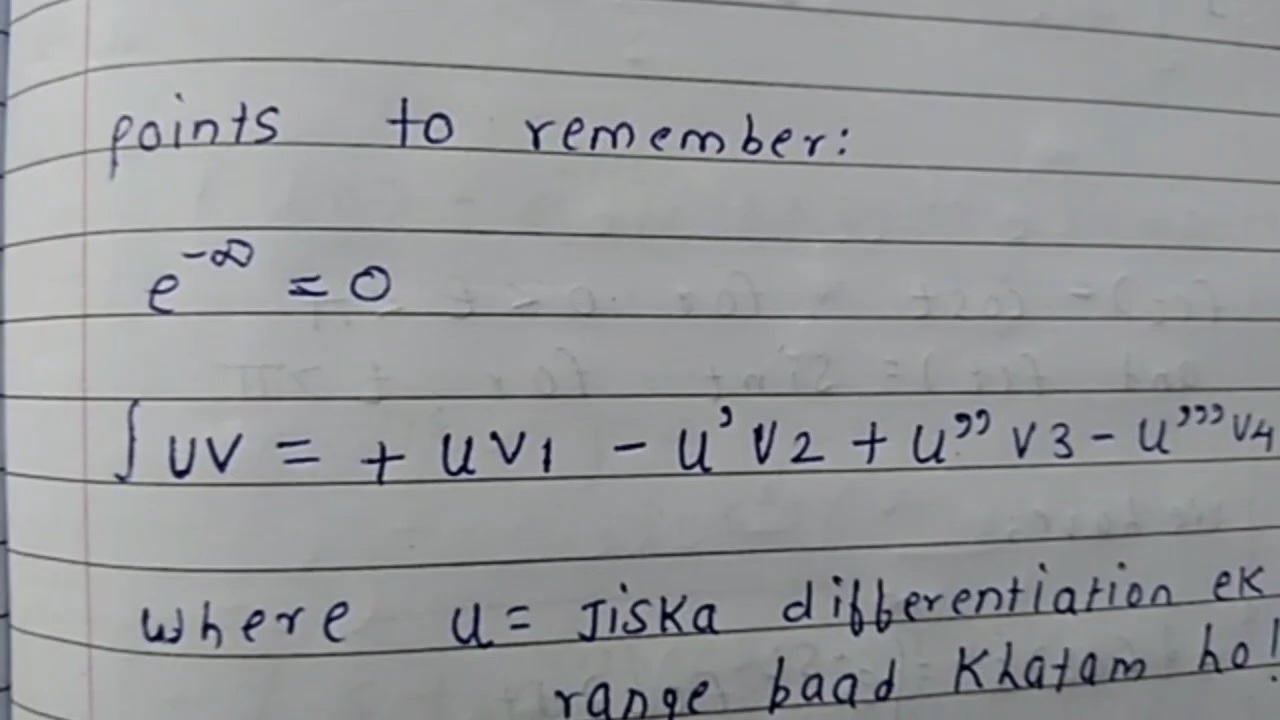 points to remember:
e^-∞ = 0
∫ uv = + uv1 - u'v2 + u''v3 - u'''v4
where u = Jiska differentiation ek
range baad Khatam ho!